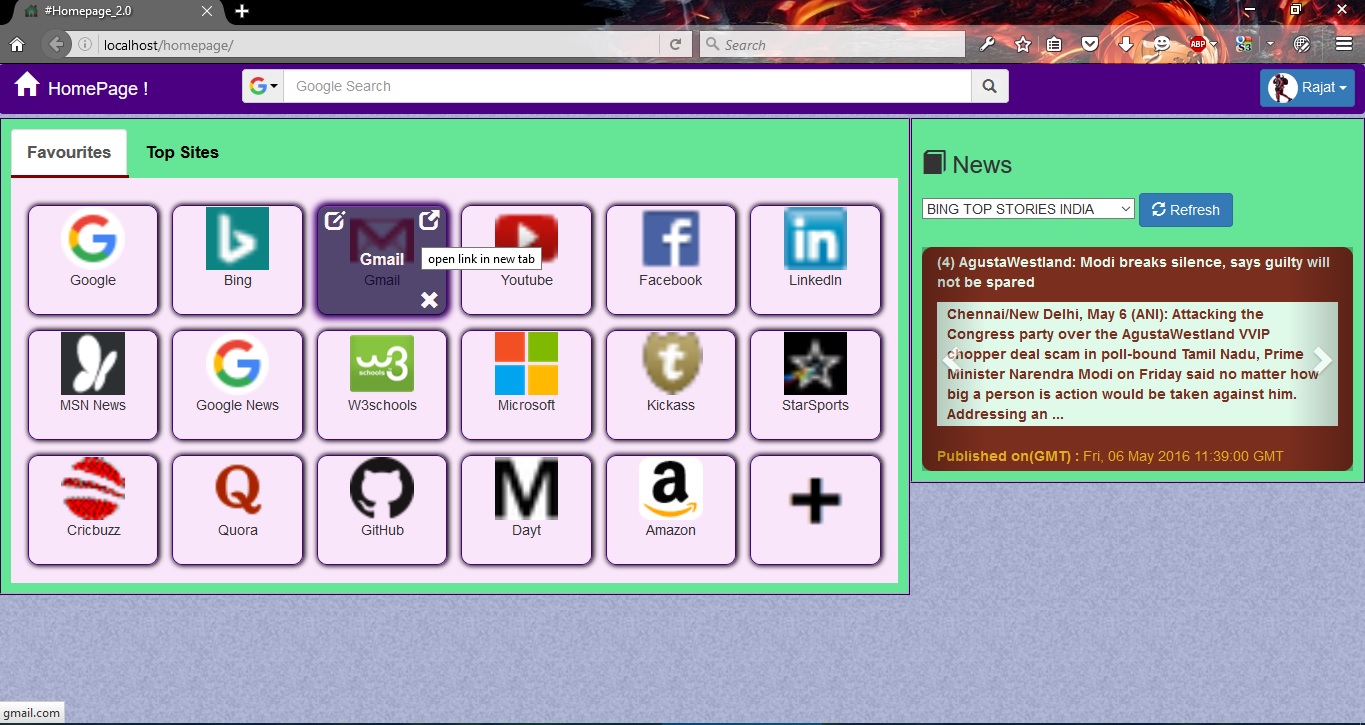 #Homepage_2.0
localhost/homepage/
Search
ABP
HomePage !
Google Search
Rajat
Favourites
Top Sites
News
BING TOP STORIES INDIA
Refresh
Google
Bing
Gmail
Gmail
open link in new tab
Youtube
Facebook
LinkedIn
(4) AgustaWestland: Modi breaks silence, says guilty will
not be spared
Chennai/New Delhi, May 6 (ANI): Attacking the
Congress party over the AgustaWestland VVIP
chopper deal scam in poll-bound Tamil Nadu, Prime
Minister Narendra Modi on Friday said no matter how
big a person is action would be taken against him.
Addressing an ...
Published on(GMT) : Fri, 06 May 2016 11:39:00 GMT
w3
schools
MSN News
Google News
W3schools
Microsoft
Kickass
StarSports
Cricbuzz
Quora
GitHub
Dayt
Amazon
gmail.com